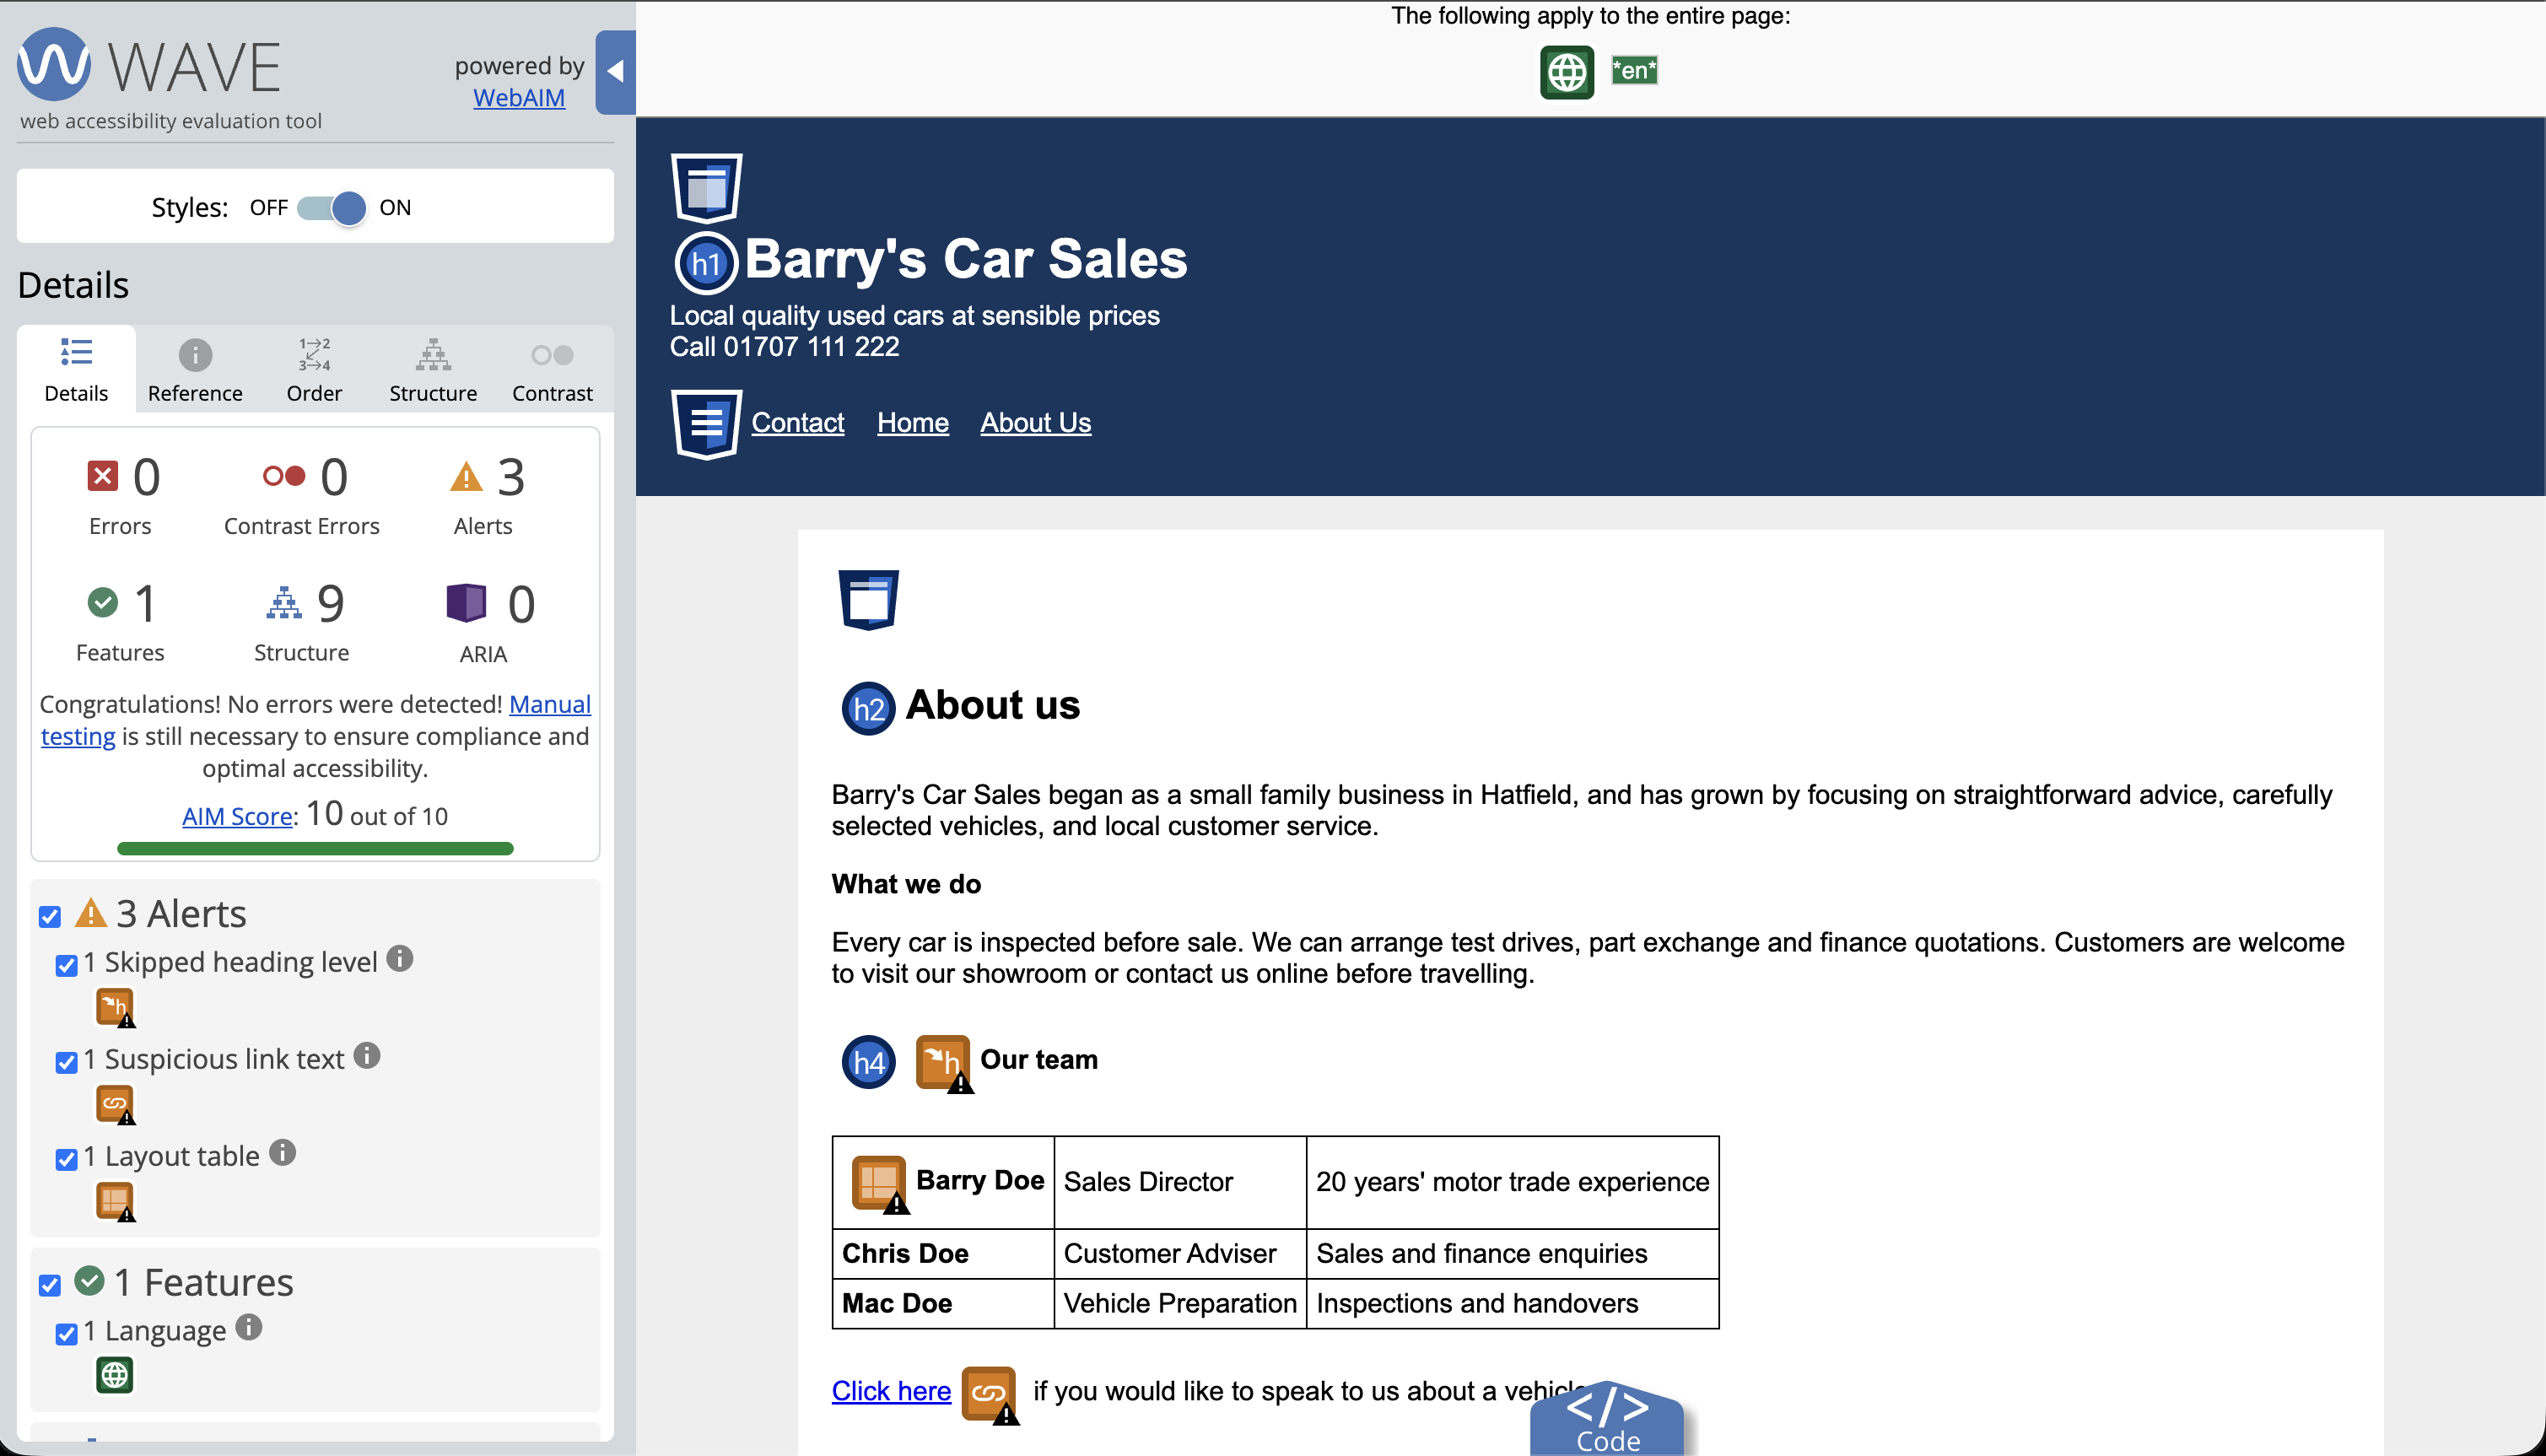 WAVE
powered by
WebAIM
web accessibility evaluation tool
Styles: OFF ON
Details
Details
Reference
1→2
3→4
Order
Structure
Contrast
0
Errors
0
Contrast Errors
3
Alerts
1
Features
9
Structure
0
ARIA
Congratulations! No errors were detected! Manual
testing is still necessary to ensure compliance and
optimal accessibility.
AIM Score: 10 out of 10
3 Alerts
1 Skipped heading level
h
1 Suspicious link text
1 Layout table
1 Features
1 Language
The following apply to the entire page:
*en*
h1 Barry's Car Sales
Local quality used cars at sensible prices
Call 01707 111 222
Contact Home About Us
h2 About us
Barry's Car Sales began as a small family business in Hatfield, and has grown by focusing on straightforward advice, carefully
selected vehicles, and local customer service.
What we do
Every car is inspected before sale. We can arrange test drives, part exchange and finance quotations. Customers are welcome
to visit our showroom or contact us online before travelling.
h4 h Our team
Barry Doe Sales Director 20 years' motor trade experience
Chris Doe Customer Adviser Sales and finance enquiries
Mac Doe Vehicle Preparation Inspections and handovers
Click here if you would like to speak to us about a vehicle
</>
Code